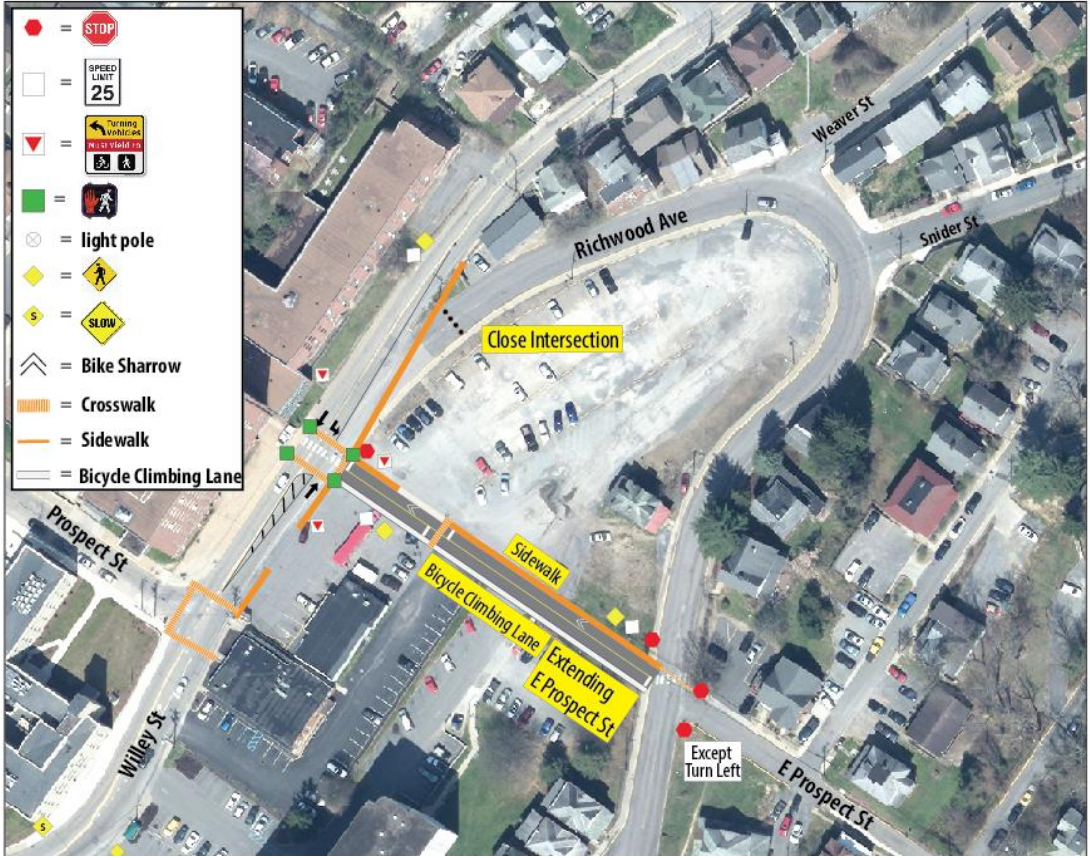 = STOP
= SPEED
LIMIT
25
= Turning
Vehicles
Must Yield to
=
= light pole
=
S = SLOW
= Bike Sharrow
= Crosswalk
= Sidewalk
= Bicycle Climbing Lane
Weaver St
Richwood Ave
Snider St
Close Intersection
Prospect St
Sidewalk
Bicycle Climbing Lane
Extending
E Prospect St
Willey St
Except
Turn Left
E Prospect St
S